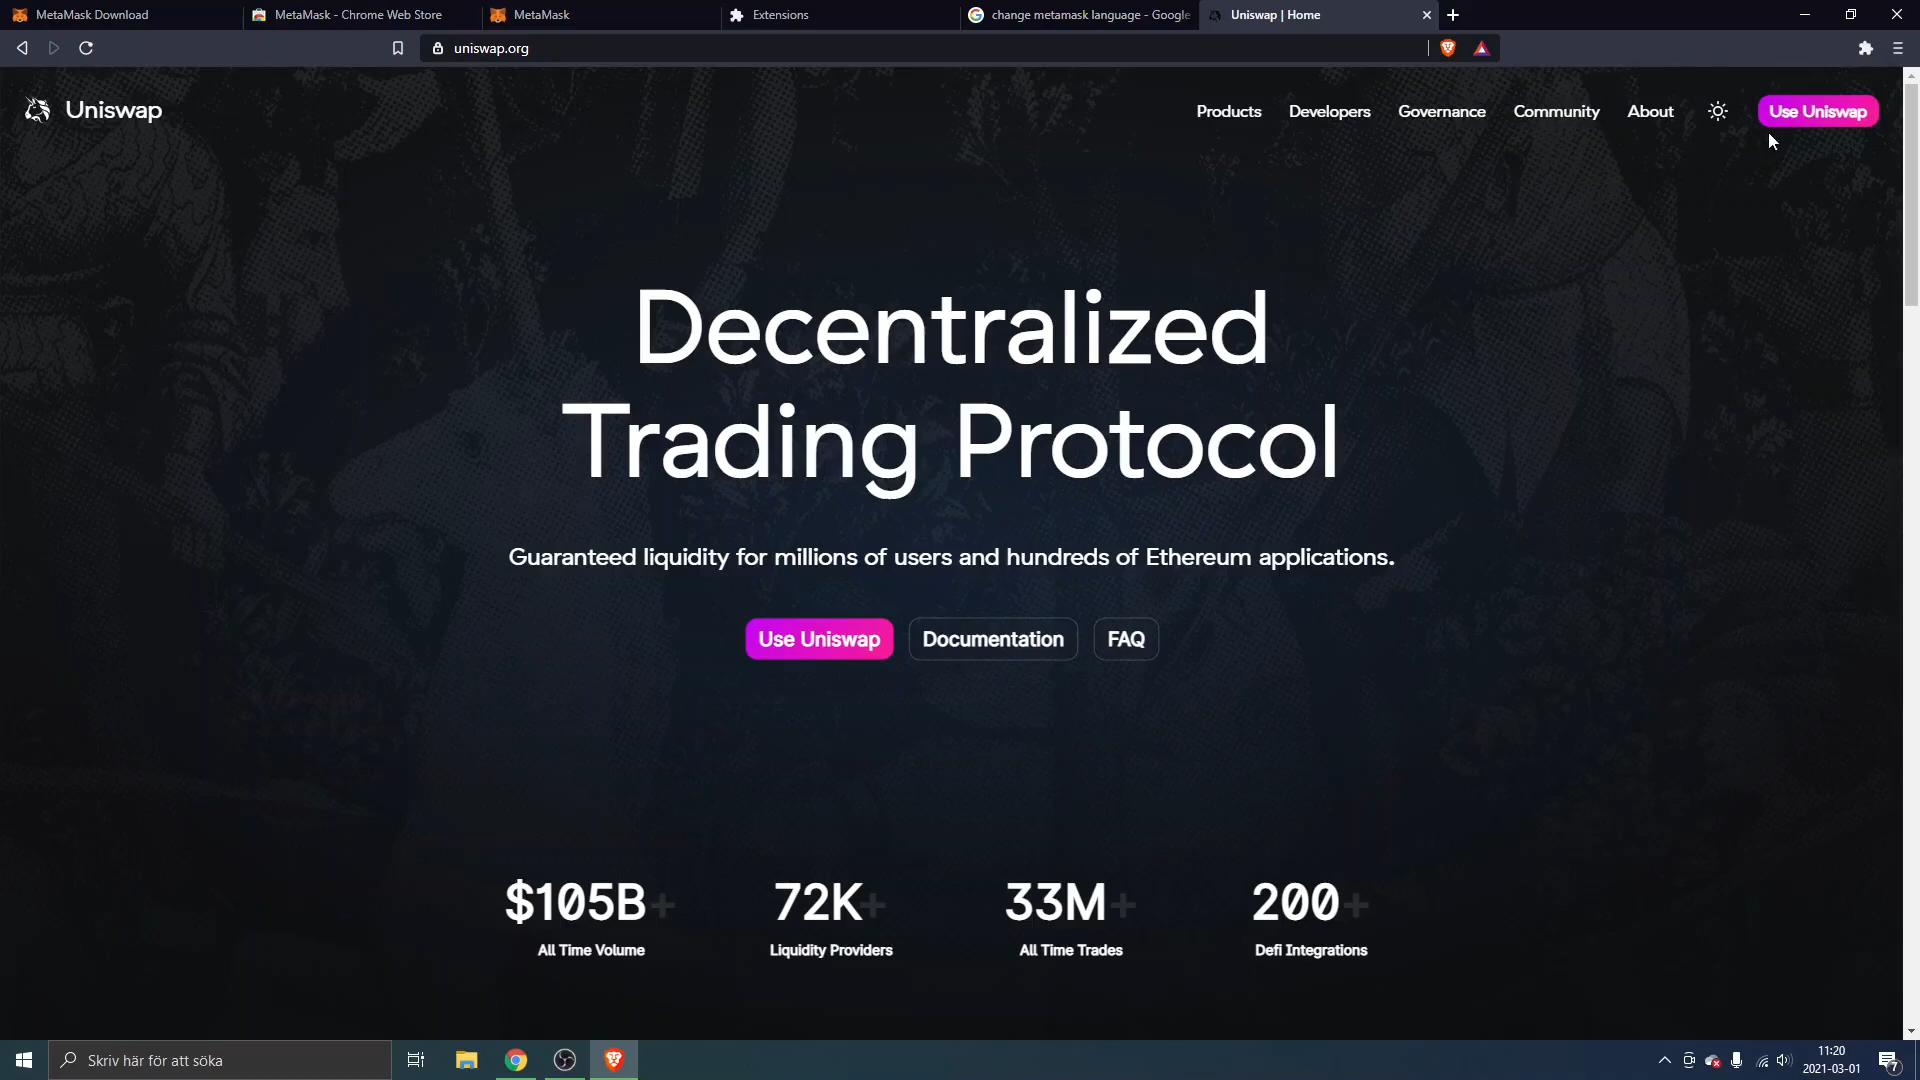 MetaMask Download
MetaMask - Chrome Web Store
MetaMask
Extensions
change metamask language - Google
Uniswap | Home
uniswap.org
Uniswap
Products
Developers
Governance
Community
About
Use Uniswap
Decentralized
Trading Protocol
Guaranteed liquidity for millions of users and hundreds of Ethereum applications.
Use Uniswap
Documentation
FAQ
$105B+
72K+
33M+
200+
All Time Volume
Liquidity Providers
All Time Trades
Defi Integrations
Skriv här för att söka
11:20
2021-03-01
7